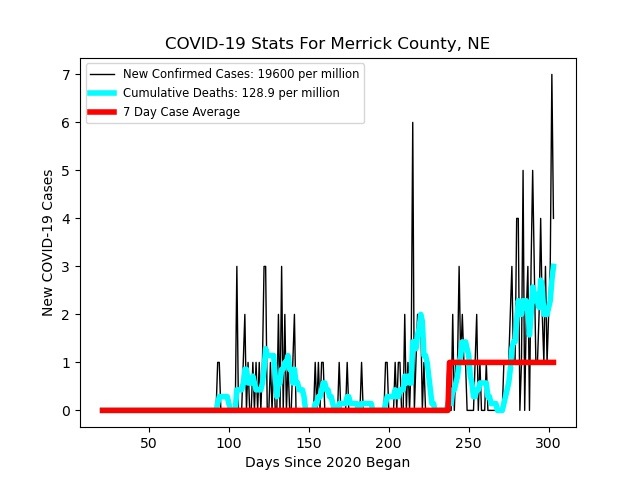 COVID-19 Stats For Merrick County, NE
New Confirmed Cases: 19600 per million
Cumulative Deaths: 128.9 per million
7 Day Case Average
New COVID-19 Cases
7
6
5
4
3
2
1
0
50 100 150 200 250 300
Days Since 2020 Began